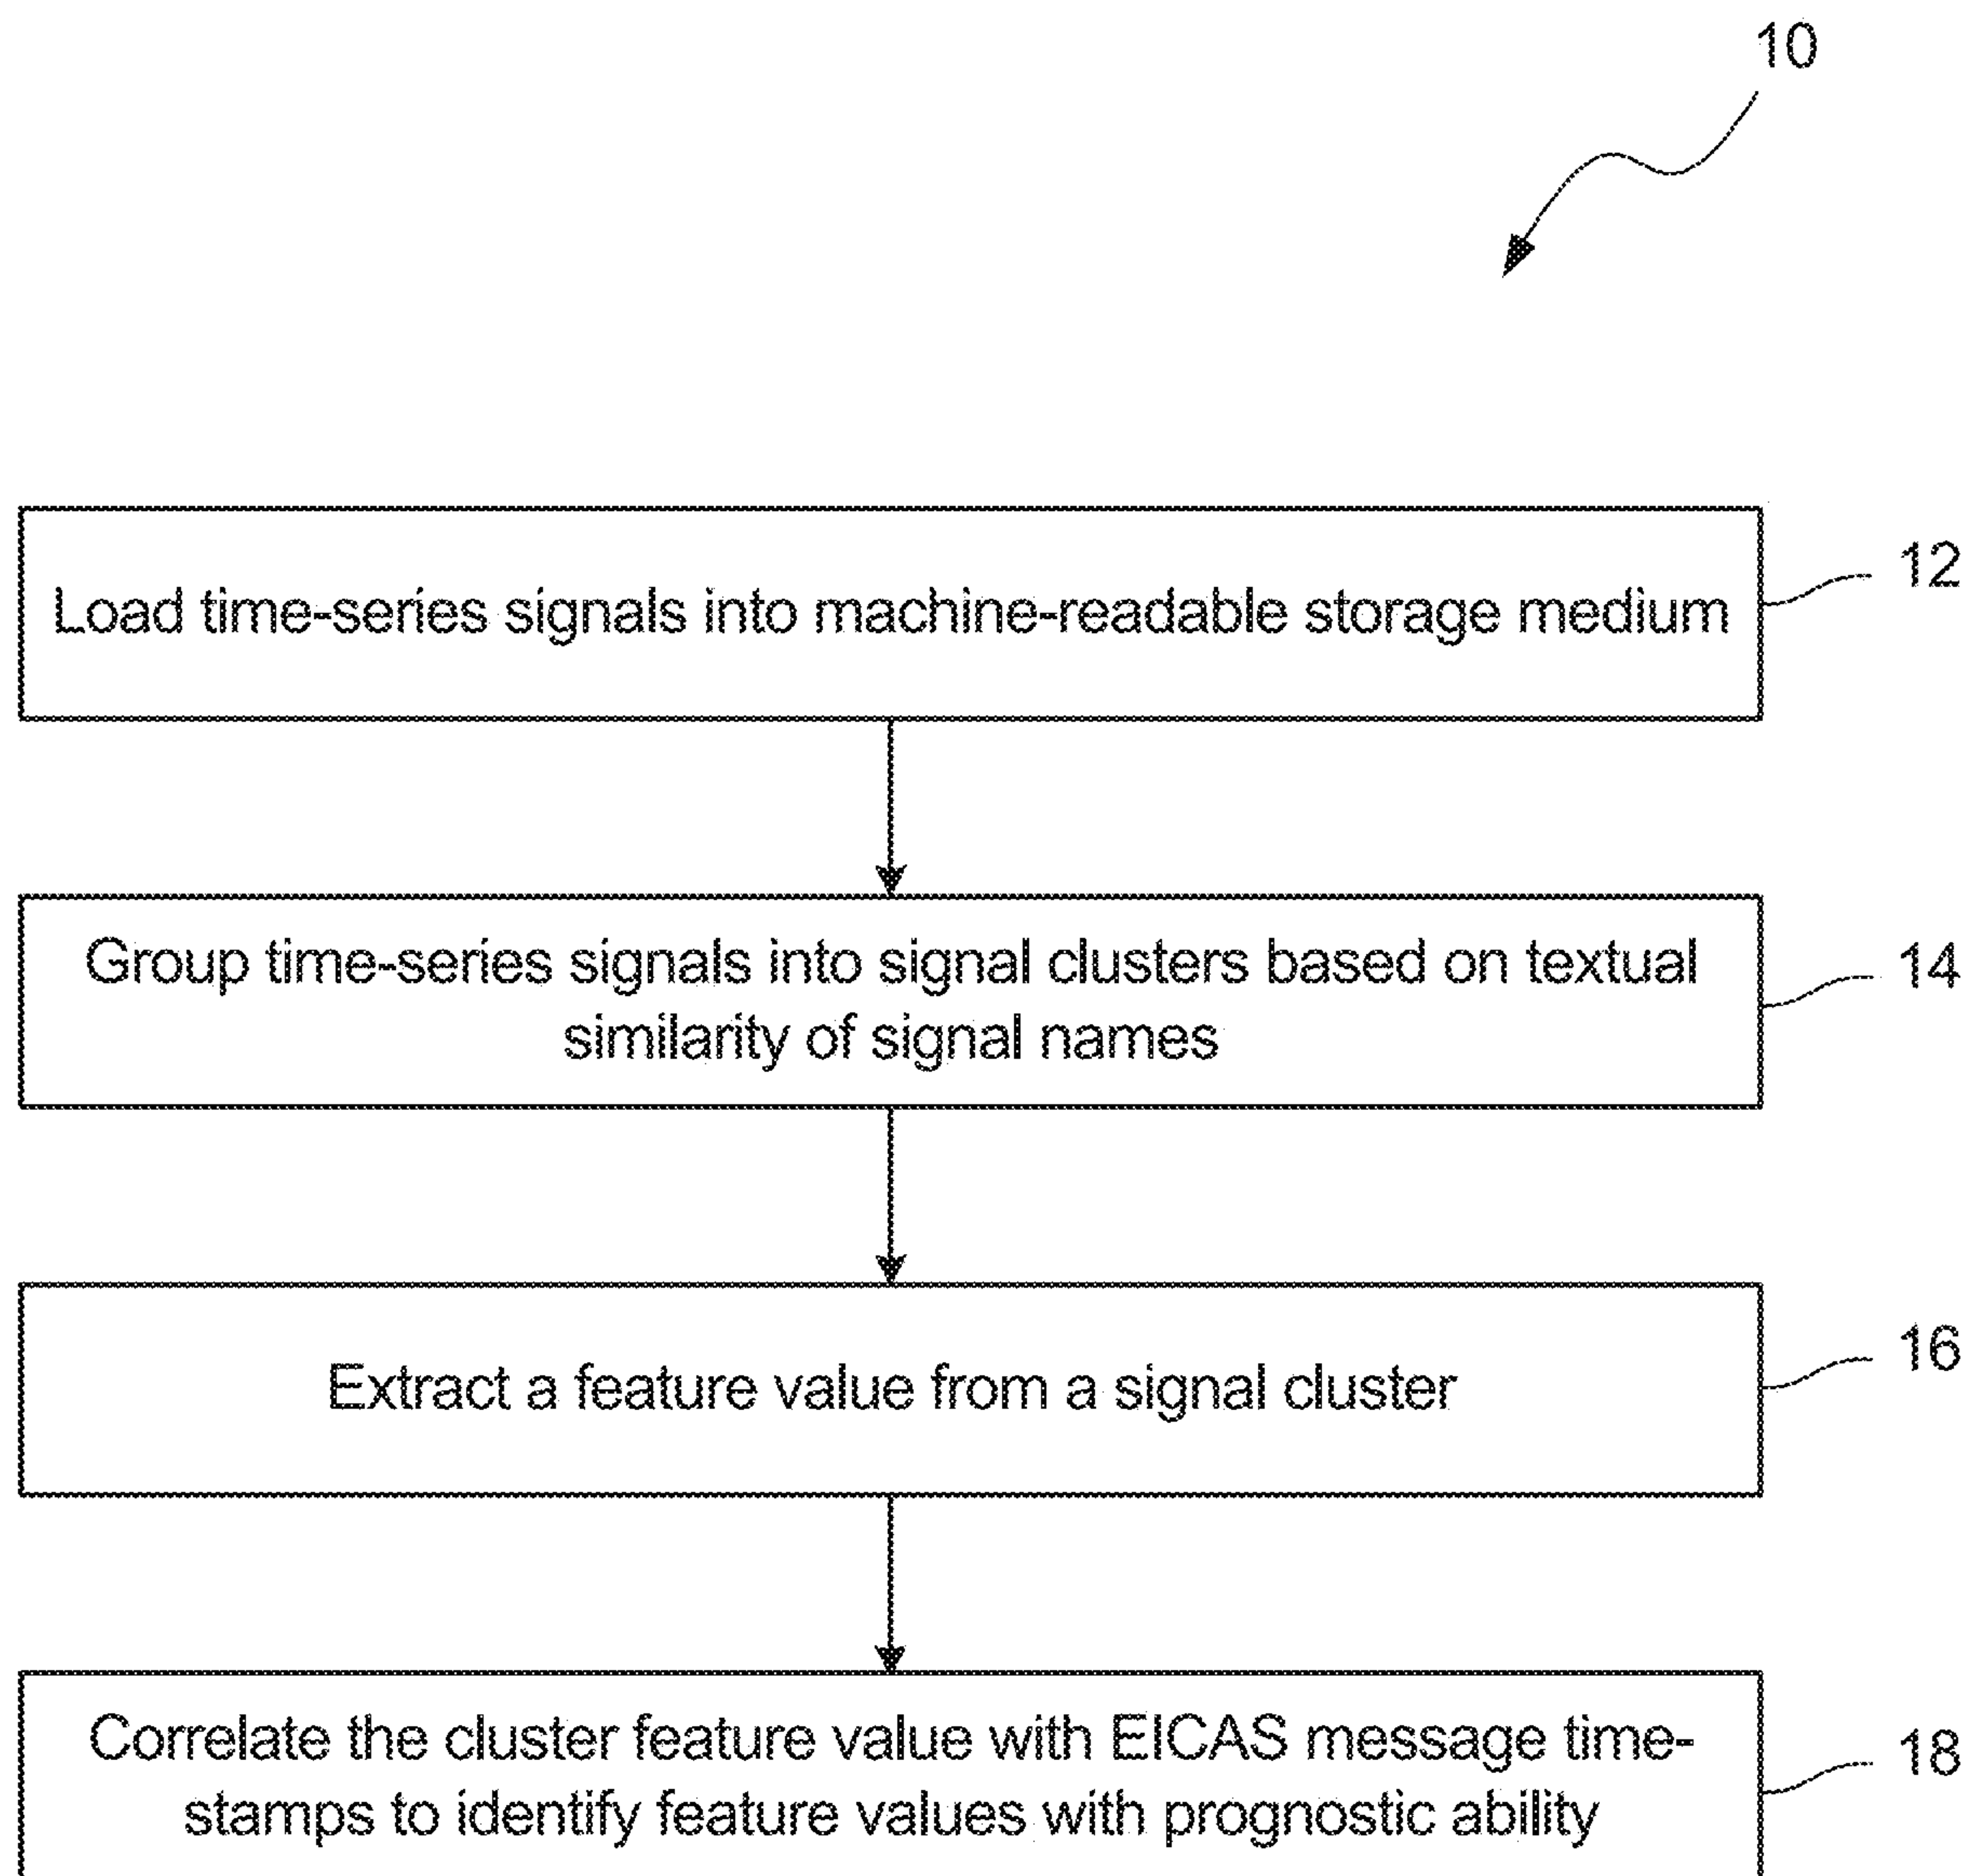 10
Load time-series signals into machine-readable storage medium
12
Group time-series signals into signal clusters based on textual
similarity of signal names
14
Extract a feature value from a signal cluster
16
Correlate the cluster feature value with EICAS message time-
stamps to identify feature values with prognostic ability
18